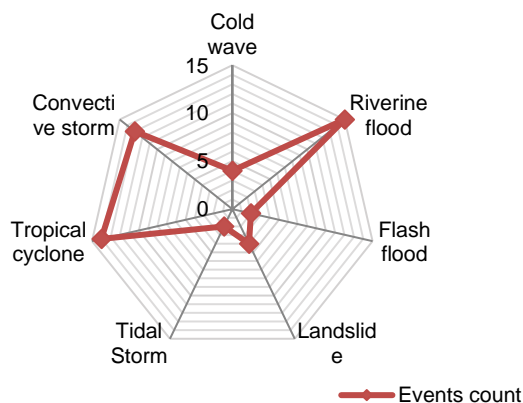 Cold
wave
15
10
5
0
Riverine
flood
Flash
flood
Landslid
e
Tidal
Storm
Tropical
cyclone
Convecti
ve storm
Events count